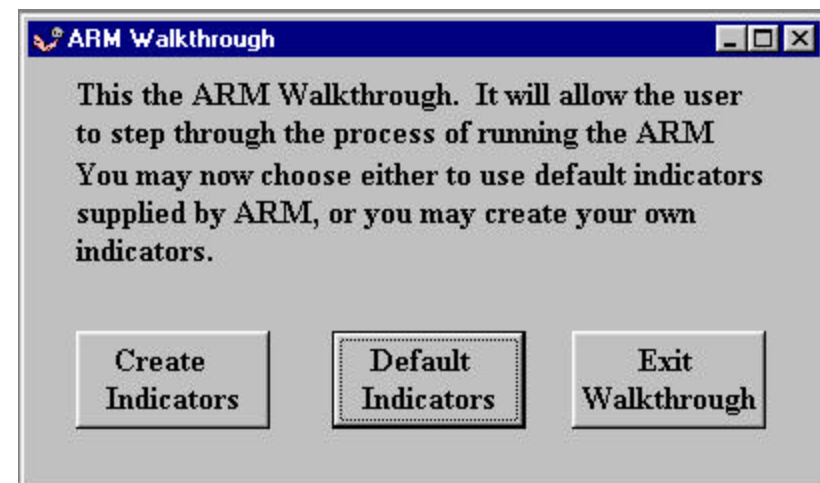 ARM Walkthrough
This the ARM Walkthrough.  It will allow the user
to step through the process of running the ARM
You may now choose either to use default indicators
supplied by ARM, or you may create your own
indicators.
Create
Indicators
Default
Indicators
Exit
Walkthrough